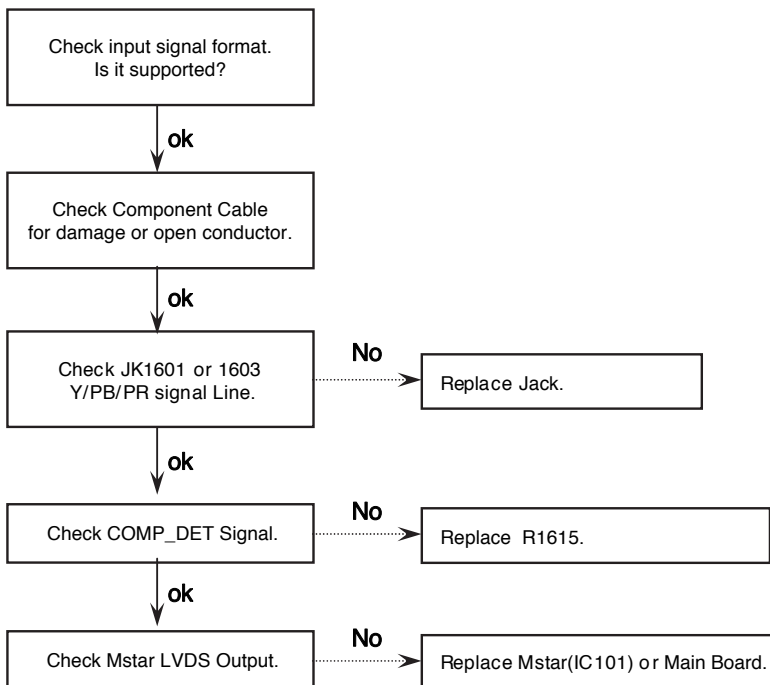 Check input signal format.
Is it supported?
ok
Check Component Cable
for damage or open conductor.
ok
Check JK1601 or 1603
Y/PB/PR signal Line.
No
Replace Jack.
ok
Check COMP_DET Signal.
No
Replace R1615.
ok
Check Mstar LVDS Output.
No
Replace Mstar(IC101) or Main Board.